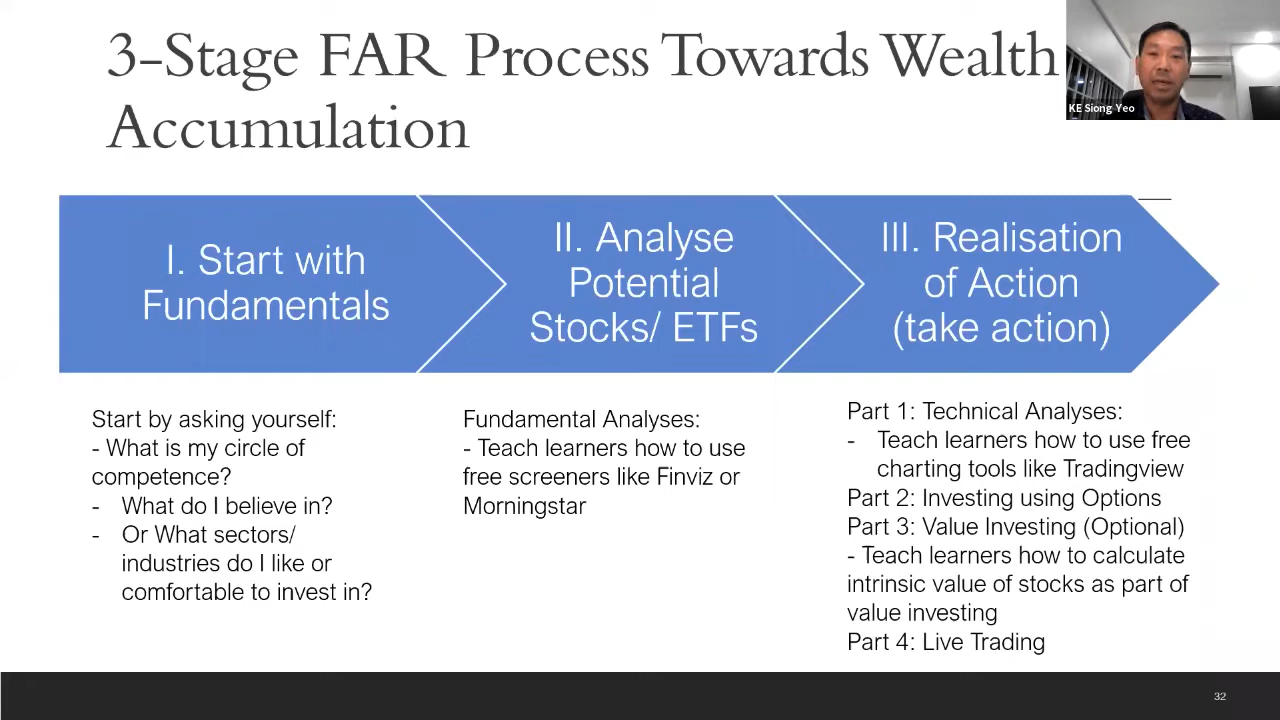 3-Stage FAR Process Towards Wealth
Accumulation
KE Siong Yeo
I. Start with
Fundamentals
II. Analyse
Potential
Stocks/ ETFs
III. Realisation
of Action
(take action)
Start by asking yourself:
- What is my circle of
competence?
- What do I believe in?
- Or What sectors/
industries do I like or
comfortable to invest in?
Fundamental Analyses:
- Teach learners how to use
free screeners like Finviz or
Morningstar
Part 1: Technical Analyses:
- Teach learners how to use free
charting tools like Tradingview
Part 2: Investing using Options
Part 3: Value Investing (Optional)
- Teach learners how to calculate
intrinsic value of stocks as part of
value investing
Part 4: Live Trading
32